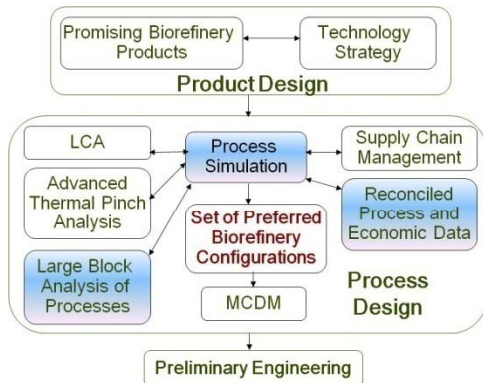 Promising Biorefinery
Products
Technology
Strategy
Product Design
LCA
Process
Simulation
Supply Chain
Management
Advanced
Thermal Pinch
Analysis
Set of Preferred
Biorefinery
Configurations
Reconciled
Process and
Economic Data
Large Block
Analysis of
Processes
MCDM
Process
Design
Preliminary Engineering